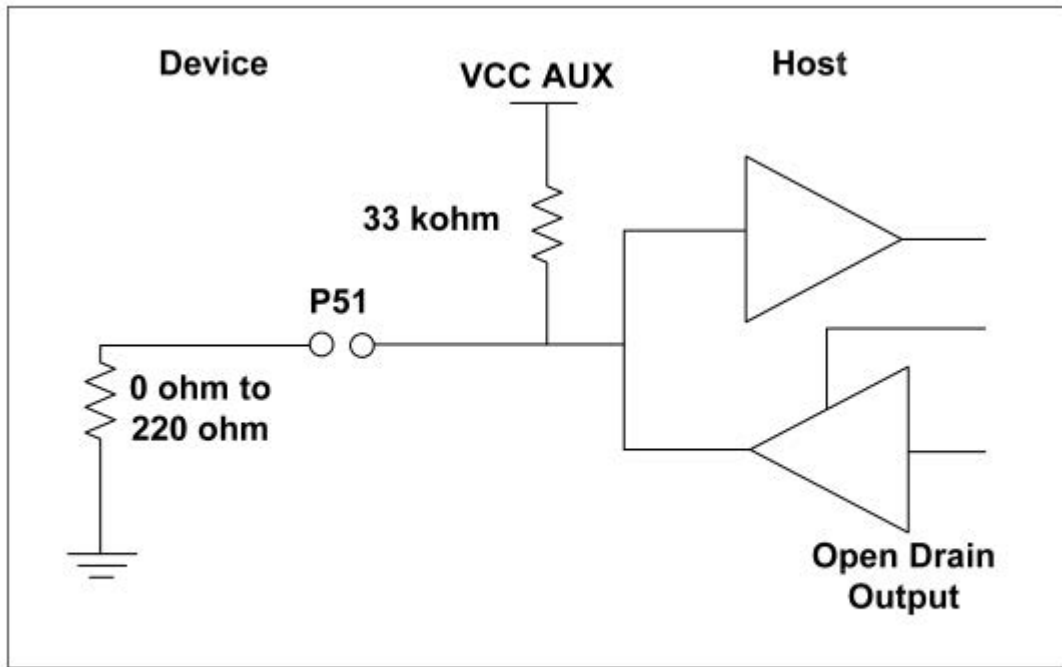 Device
VCC AUX
Host
33 kohm
P51
0 ohm to
220 ohm
Open Drain
Output